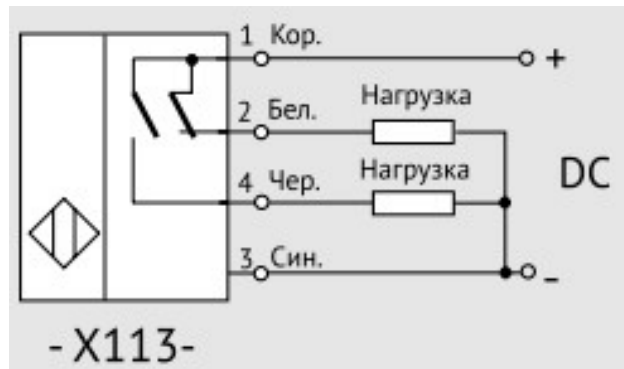 1 Кор.
+
Нагрузка
2 Бел.
Нагрузка
DC
4 Чер.
3 Син.
-
- X113-